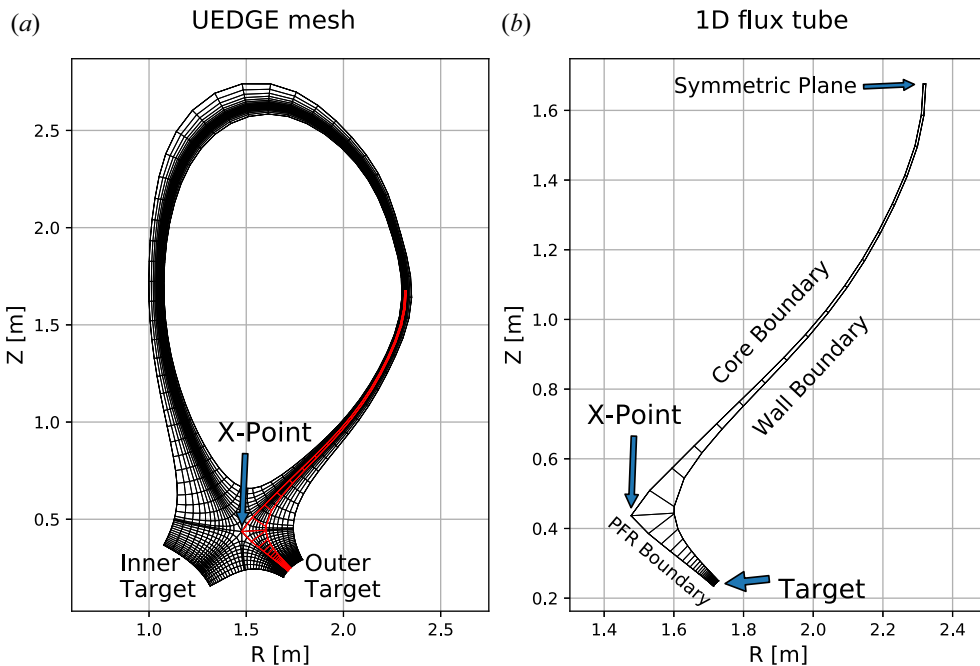 (a) UEDGE mesh
2.5
2.0
1.5
1.0
0.5
Z [m]
X-Point
Inner
Target
Outer
Target
1.0 1.5 2.0 2.5
R [m]
(b) 1D flux tube
Symmetric Plane
1.6
1.4
1.2
1.0
0.8
0.6
0.4
0.2
Z [m]
Core Boundary
Wall Boundary
X-Point
PFR Boundary
Target
1.4 1.6 1.8 2.0 2.2 2.4
R [m]